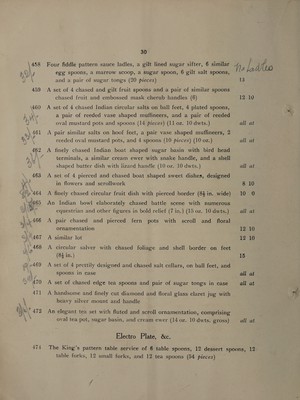 30
458 Four fiddle pattern sauce ladles, a gilt lined sugar sifter, 6 similar
egg spoons, a marrow scoop, a sugar spoon, 6 gilt salt spoons,
and a pair of sugar tongs (20 pieces) 15
459 A set of 4 chased and gilt fruit spoons and a pair of similar spoons
chased fruit and embossed mask cherub handles (6) 12 10
460 A set of 4 chased Indian circular salts on ball feet, 4 plated spoons,
a pair of reeded vase shaped muffineers, and a pair of reeded
oval mustard pots and spoons (14 pieces) (11 oz. 10 dwts.) all at
461 A pair similar salts on hoof feet, a pair vase shaped muffineers, 2
reeded oval mustard pots, and 4 spoons (10 pieces) (10 oz.) all at
462 A finely chased Indian boat shaped sugar basin with bird head
terminals, a similar cream ewer with snake handle, and a shell
shaped butter dish with lizard handle (10 oz. 10 dwts.) all at
463 A set of 4 pierced and chased boat shaped sweet dishes, designed
in flowers and scrollwork 8 10
464 A finely chased circular fruit dish with pierced border (8½ in. wide) 10 0
465 An Indian bowl elaborately chased battle scene with numerous
equestrian and other figures in bold relief (7 in.) (15 oz. 10 dwts.) all at
466 A pair chased and pierced fern pots with scroll and floral
ornamentation 12 10
467 A similar lot 12 10
468 A circular salver with chased foliage and shell border on feet
(8½ in.) 15
469 A set of 4 prettily designed and chased salt cellars, on ball feet, and
spoons in case all at
470 A set of chased edge tea spoons and pair of sugar tongs in case all at
471 A handsome and finely cut diamond and floral glass claret jug with
heavy silver mount and handle
472 An elegant tea set with fluted and scroll ornamentation, comprising
oval tea pot, sugar basin, and cream ewer (14 oz. 10 dwts. gross) all at
Electro Plate, &c.
473 The King's pattern table service of 6 table spoons, 12 dessert spoons, 12
table forks, 12 small forks, and 12 tea spoons (54 pieces)